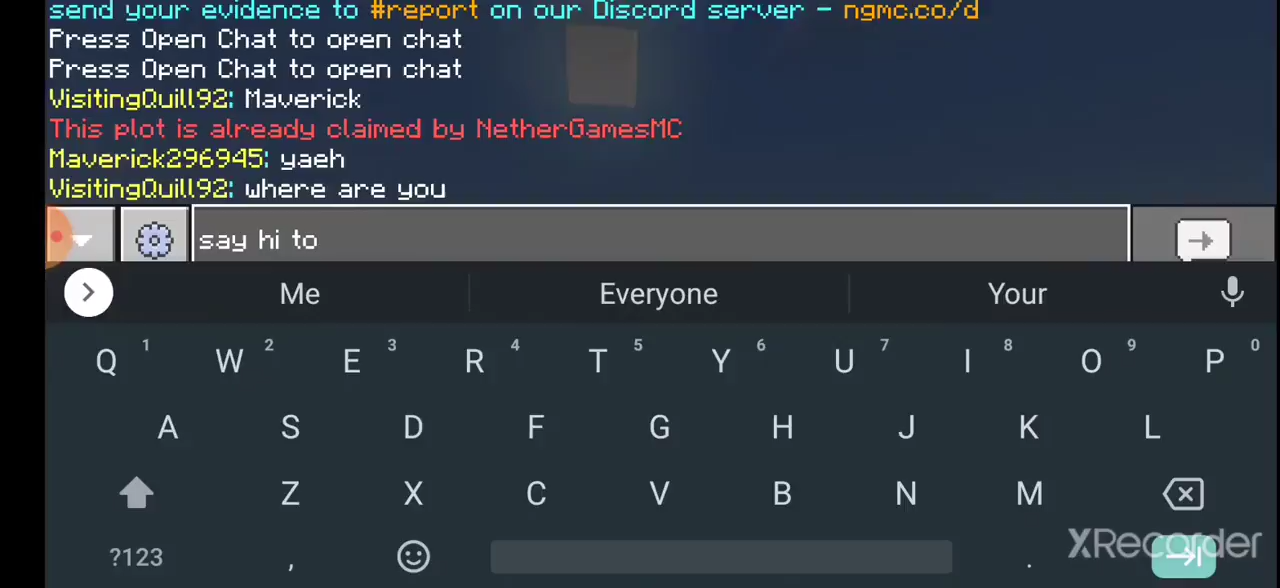 send your evidence to #report on our Discord server - ngmc.co/d
Press Open Chat to open chat
Press Open Chat to open chat
VisitingQuill92: Maverick
This plot is already claimed by NetherGamesMC
Maverick296945: yaeh
VisitingQuill92: where are you
say hi to
Me Everyone Your
Q 1 W 2 E 3 R 4 T 5 Y 6 U 7 I 8 O 9 P 0
A S D F G H J K L
Z X C V B N M
?123 , .
XRecorder